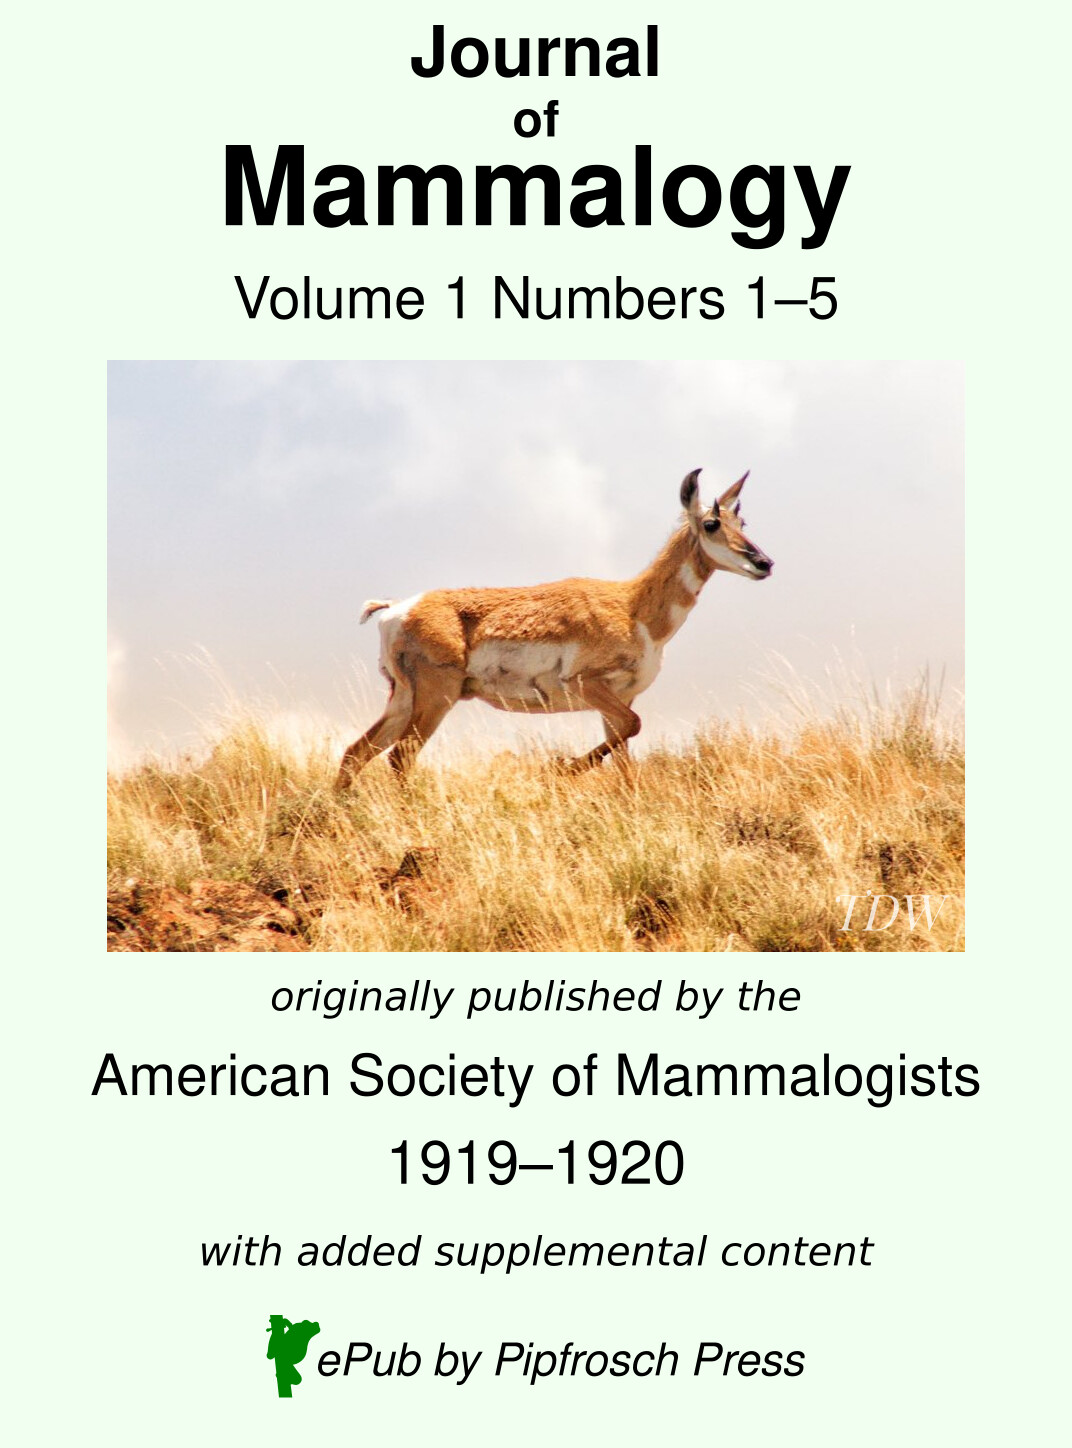 Journal
of
Mammalogy
Volume 1 Numbers 1–5
TDW
originally published by the
American Society of Mammalogists
1919–1920
with added supplemental content
ePub by Pipfrosch Press